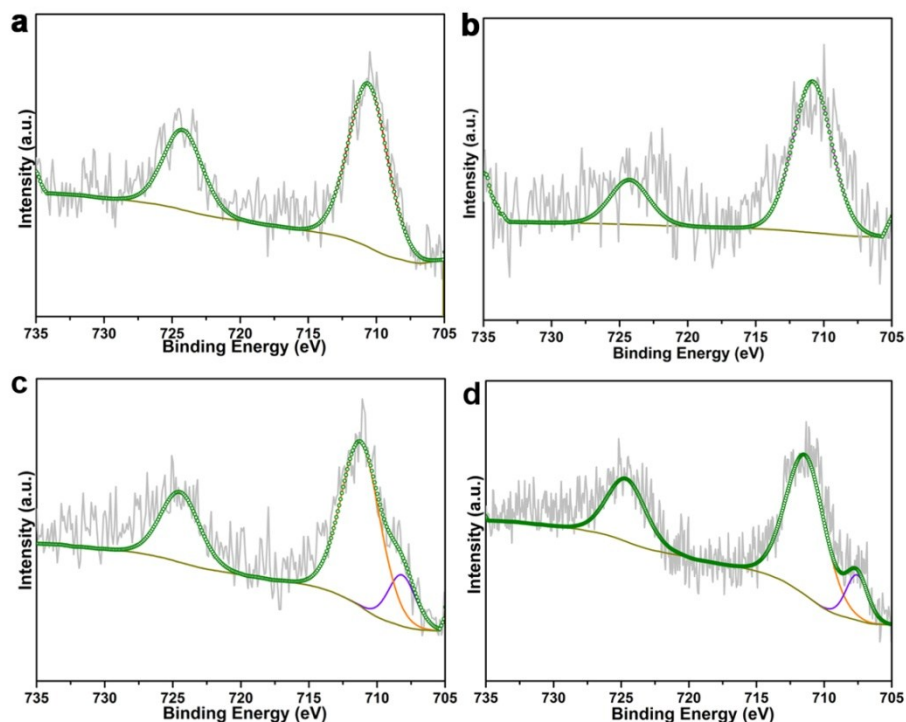 a
Intensity (a.u.)
735 730 725 720 715 710 705
Binding Energy (eV)
b
Intensity (a.u.)
735 730 725 720 715 710 705
Binding Energy (eV)
c
Intensity (a.u.)
735 730 725 720 715 710 705
Binding Energy (eV)
d
Intensity (a.u.)
735 730 725 720 715 710 705
Binding Energy (eV)